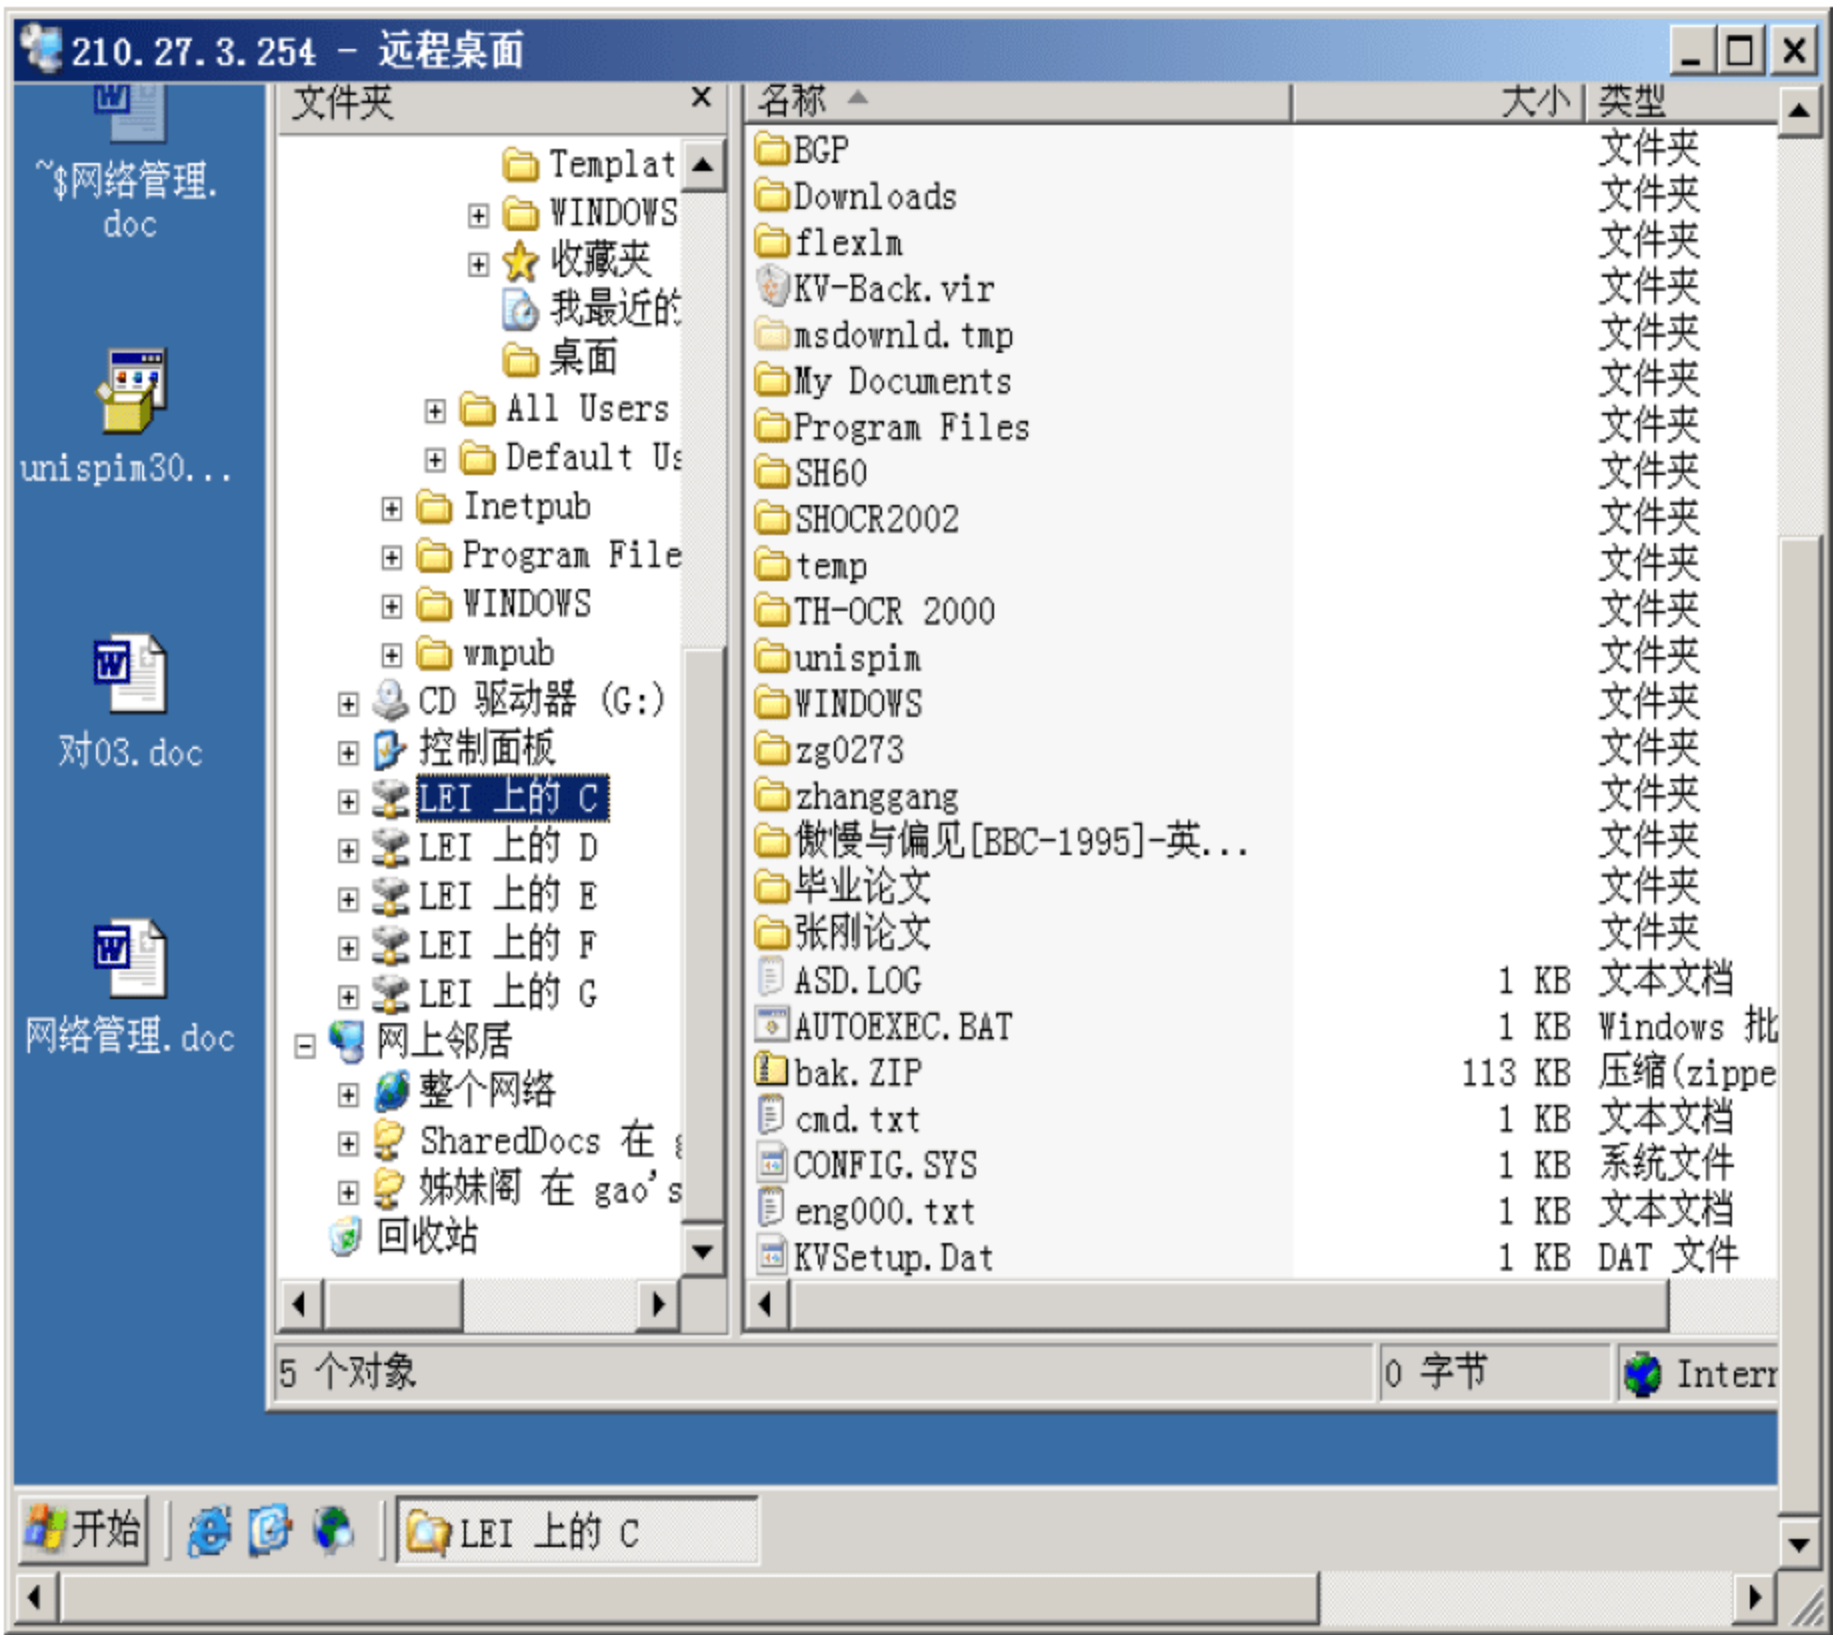 210.27.3.254 - 远程桌面
~$网络管理.
doc
unispim30...
对03.doc
网络管理.doc
文件夹
Templat
WINDOWS
收藏夹
我最近的
桌面
All Users
Default Us
Inetpub
Program File
WINDOWS
wmpub
CD 驱动器 (G:)
控制面板
LEI 上的 C
LEI 上的 D
LEI 上的 E
LEI 上的 F
LEI 上的 G
网上邻居
整个网络
SharedDocs 在 g
姊妹阁 在 gao's
回收站
名称 大小 类型
BGP 文件夹
Downloads 文件夹
flexlm 文件夹
KV-Back.vir 文件夹
msdownld.tmp 文件夹
My Documents 文件夹
Program Files 文件夹
SH60 文件夹
SHOCR2002 文件夹
temp 文件夹
TH-OCR 2000 文件夹
unispim 文件夹
WINDOWS 文件夹
zg0273 文件夹
zhanggang 文件夹
傲慢与偏见[BBC-1995]-英... 文件夹
毕业论文 文件夹
张刚论文 文件夹
ASD.LOG 1 KB 文本文档
AUTOEXEC.BAT 1 KB Windows 批
bak.ZIP 113 KB 压缩(zippe
cmd.txt 1 KB 文本文档
CONFIG.SYS 1 KB 系统文件
eng000.txt 1 KB 文本文档
KVSetup.Dat 1 KB DAT 文件
5 个对象 0 字节 Intern
开始 LEI 上的 C